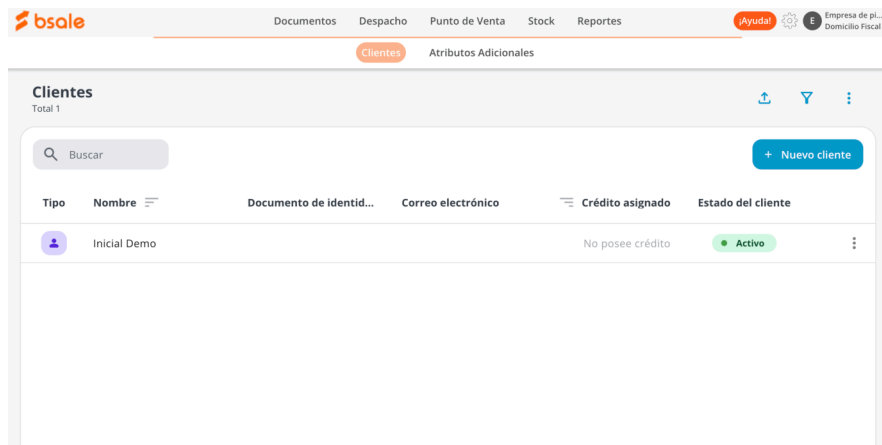 bsale
Documentos Despacho Punto de Venta Stock Reportes
¡Ayuda!
E
Empresa de pi...
Domicilio Fiscal
Clientes Atributos Adicionales
Clientes
Total 1
Buscar
+ Nuevo cliente
Tipo Nombre Documento de identid... Correo electrónico Crédito asignado Estado del cliente
Inicial Demo No posee crédito Activo